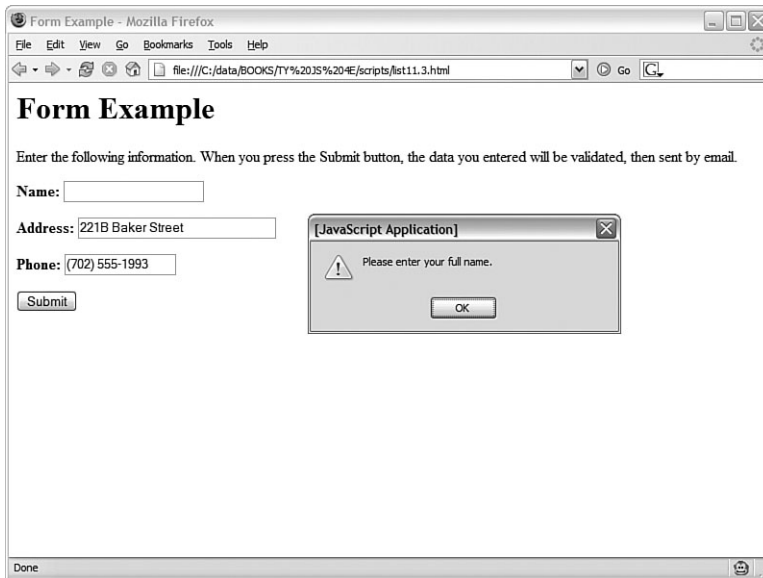 Form Example - Mozilla Firefox
File Edit View Go Bookmarks Tools Help
file:///C:/data/BOOKS/TY%20JS%204E/scripts/list11.3.html Go G
Form Example
Enter the following information. When you press the Submit button, the data you entered will be validated, then sent by email.
Name:
Address: 221B Baker Street
Phone: (702) 555-1993
Submit
[JavaScript Application]
Please enter your full name.
OK
Done